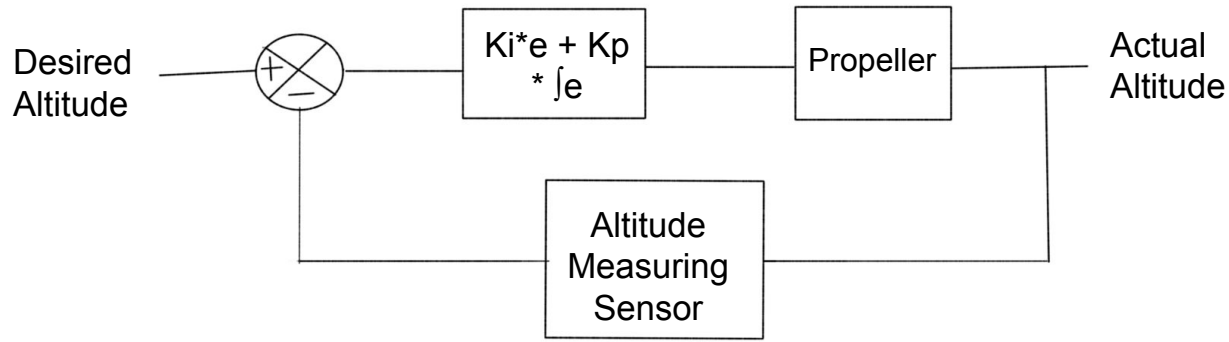 Desired
Altitude
+
−
Ki*e + Kp
* ∫e
Propeller
Actual
Altitude
Altitude
Measuring
Sensor